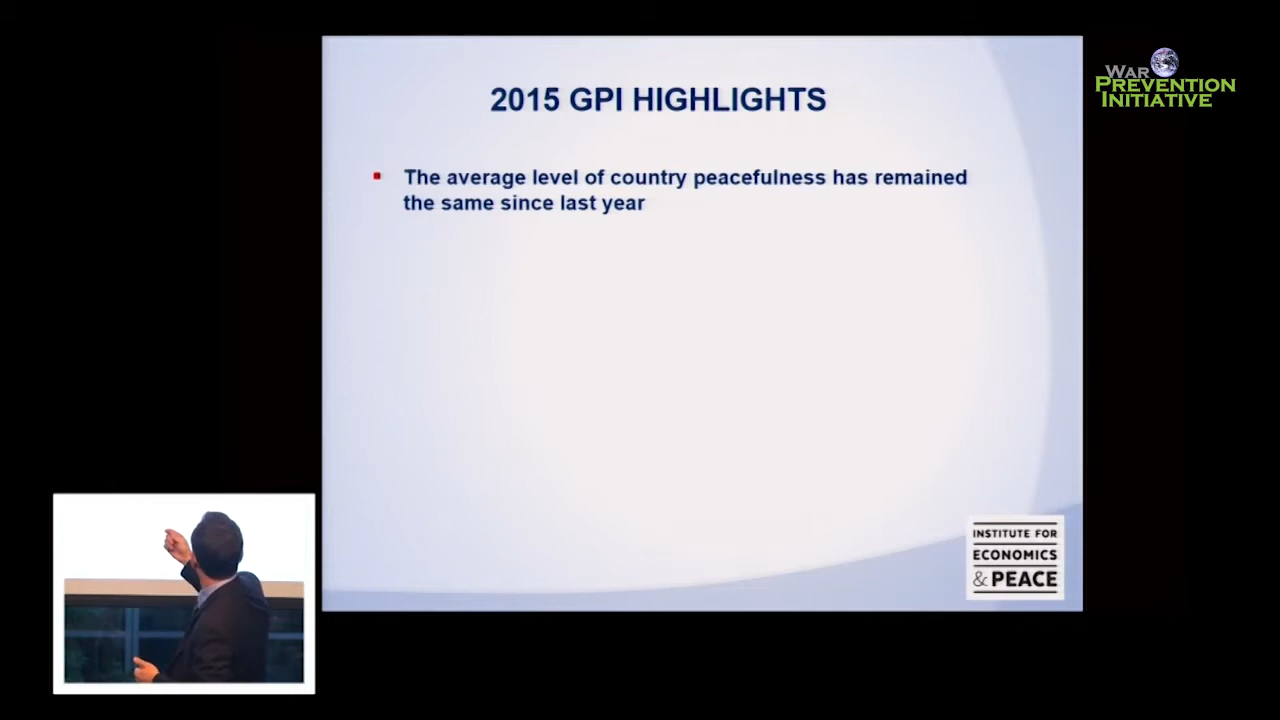 2015 GPI HIGHLIGHTS
The average level of country peacefulness has remained
the same since last year
WAR
PREVENTION
INITIATIVE
INSTITUTE FOR
ECONOMICS
& PEACE